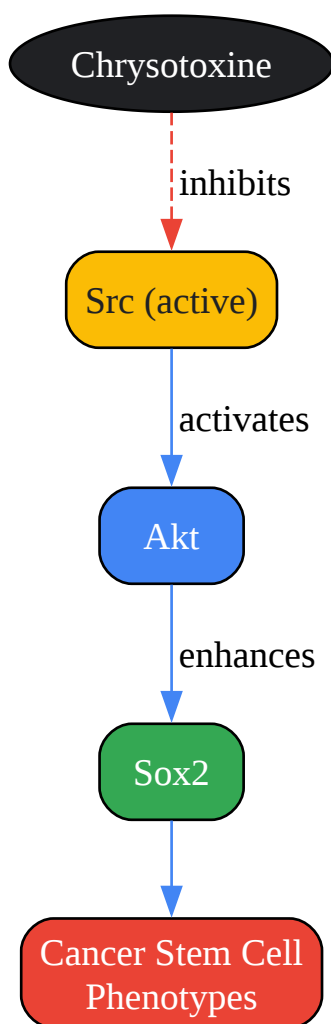 Chrysotoxine
inhibits
Src (active)
activates
Akt
enhances
Sox2
Cancer Stem Cell
Phenotypes